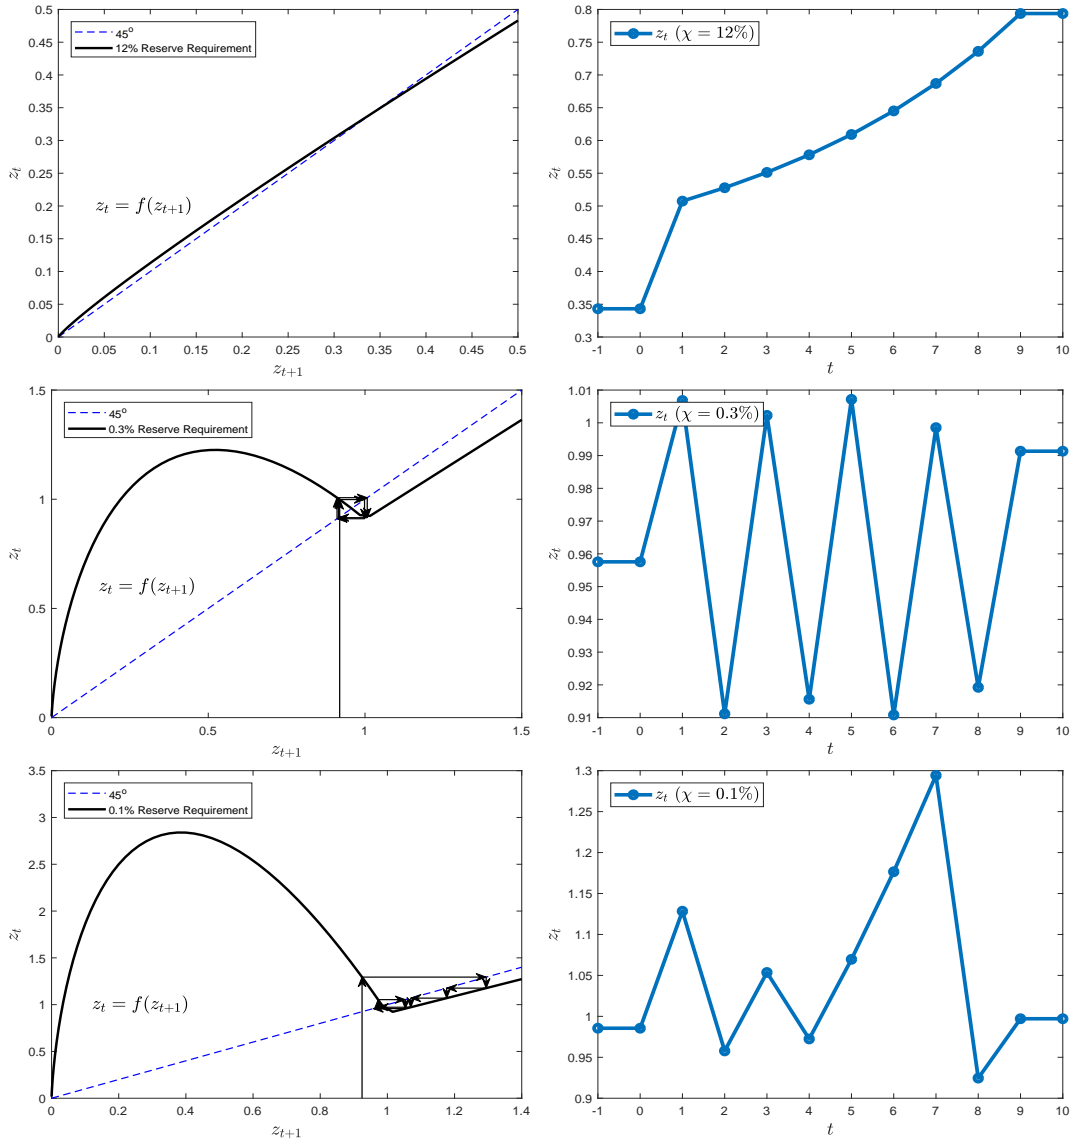 45°
12% Reserve Requirement
z_t = f(z_{t+1})
z_t
0 0.05 0.1 0.15 0.2 0.25 0.3 0.35 0.4 0.45 0.5
0 0.05 0.1 0.15 0.2 0.25 0.3 0.35 0.4 0.45 0.5
z_{t+1}
z_t (χ = 12%)
z_t
0.3 0.35 0.4 0.45 0.5 0.55 0.6 0.65 0.7 0.75 0.8
-1 0 1 2 3 4 5 6 7 8 9 10
t
45°
0.3% Reserve Requirement
z_t = f(z_{t+1})
z_t
0 0.5 1 1.5
0 0.5 1 1.5
z_{t+1}
z_t (χ = 0.3%)
z_t
0.91 0.92 0.93 0.94 0.95 0.96 0.97 0.98 0.99 1 1.01
-1 0 1 2 3 4 5 6 7 8 9 10
t
45°
0.1% Reserve Requirement
z_t = f(z_{t+1})
z_t
0 0.5 1 1.5 2 2.5 3 3.5
0 0.2 0.4 0.6 0.8 1 1.2 1.4
z_{t+1}
z_t (χ = 0.1%)
z_t
0.9 0.95 1 1.05 1.1 1.15 1.2 1.25 1.3
-1 0 1 2 3 4 5 6 7 8 9 10
t